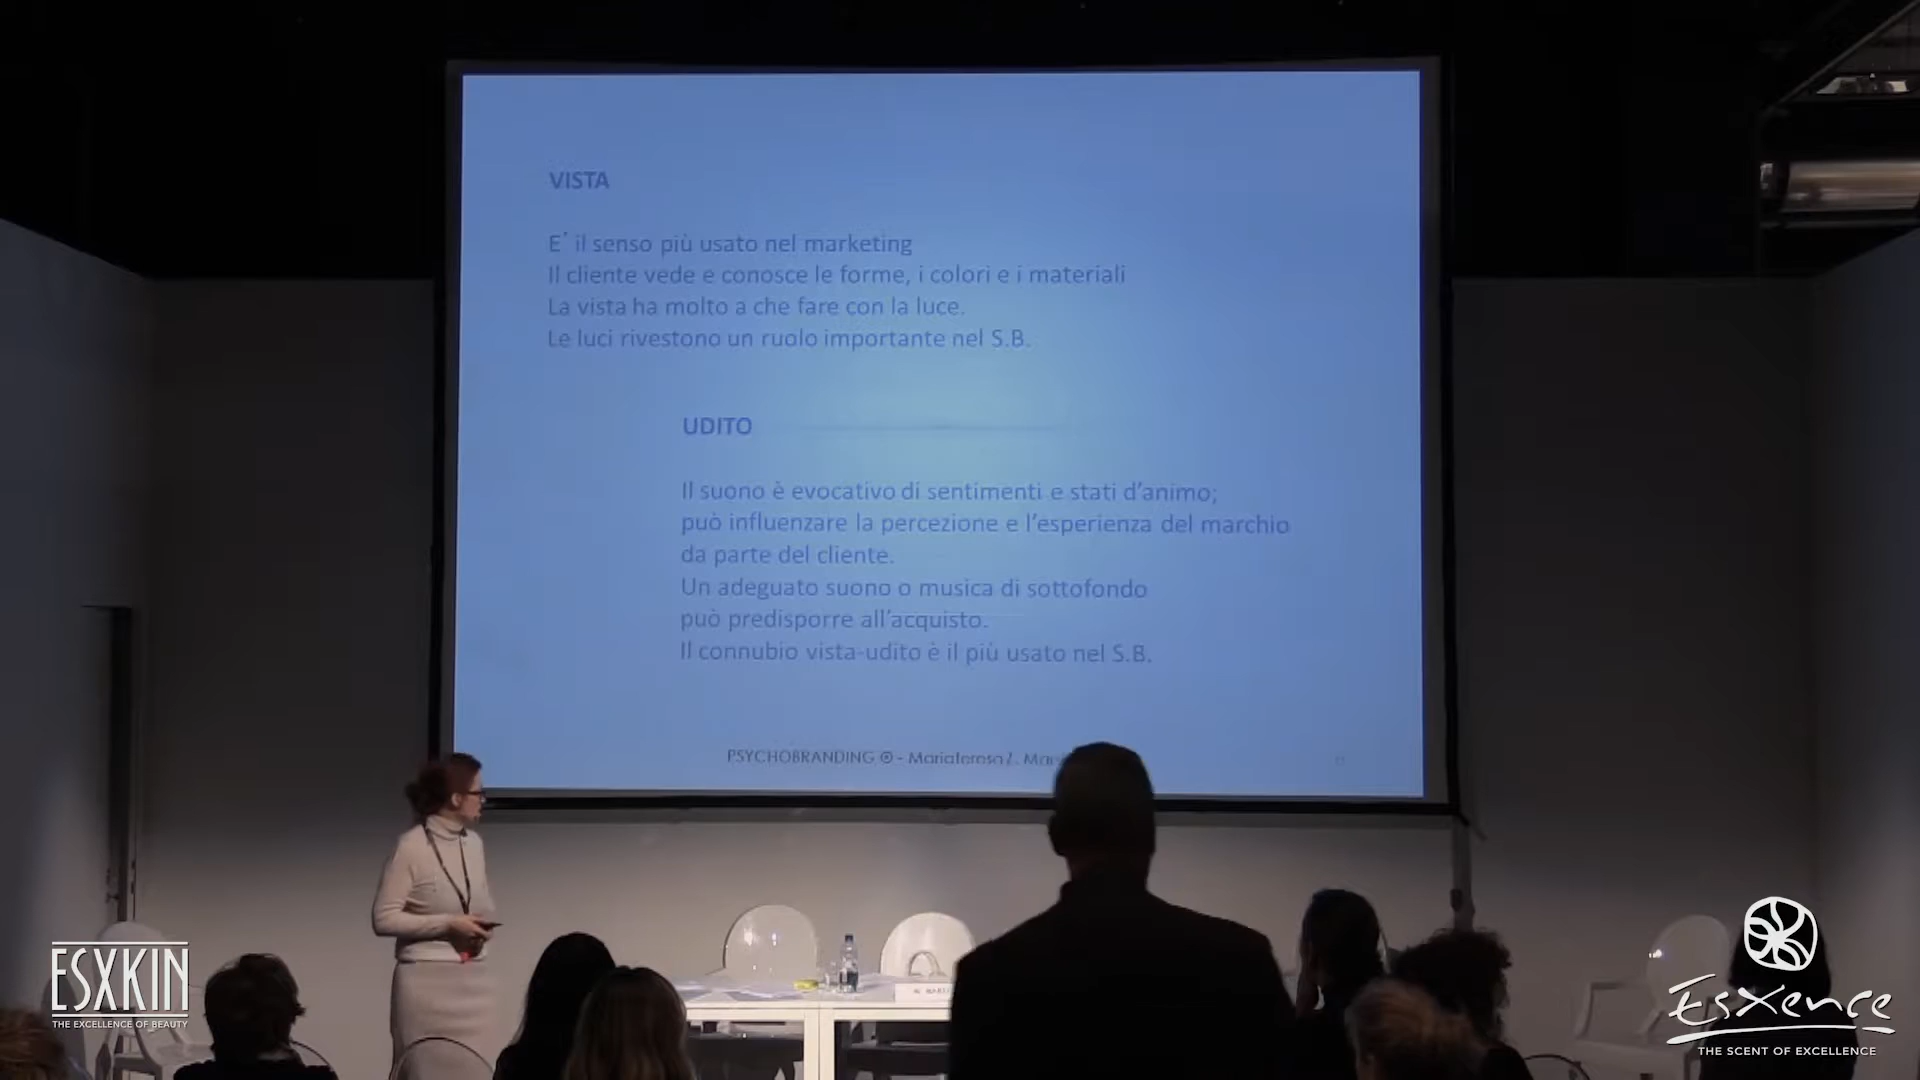 VISTA
E´ il senso più usato nel marketing
Il cliente vede e conosce le forme, i colori e i materiali
La vista ha molto a che fare con la luce.
Le luci rivestono un ruolo importante nel S.B.
UDITO
Il suono è evocativo di sentimenti e stati d'animo;
può influenzare la percezione e l'esperienza del marchio
da parte del cliente.
Un adeguato suono o musica di sottofondo
può predisporre all'acquisto.
Il connubio vista-udito è il più usato nel S.B.
PSYCHOBRANDING ® - Mariateresa
ESXKIN
THE EXCELLENCE OF BEAUTY
Esxence
THE SCENT OF EXCELLENCE